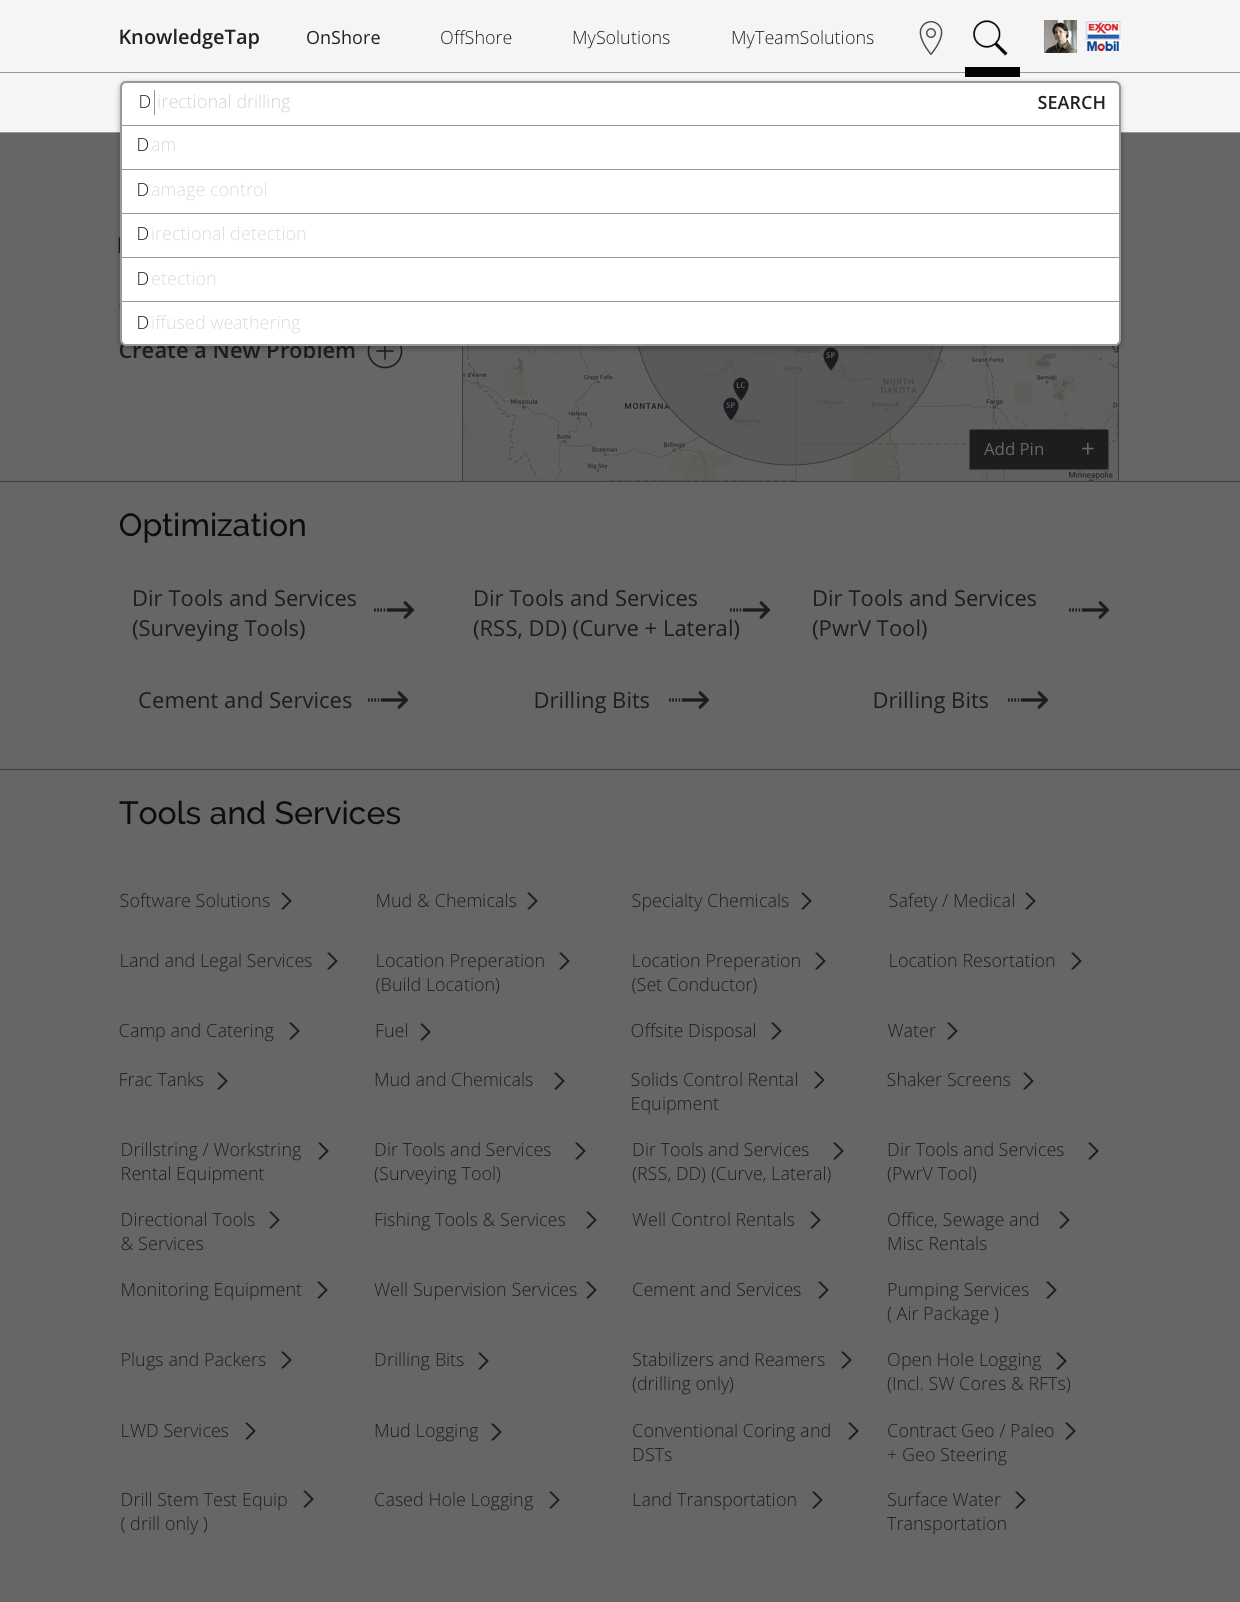 KnowledgeTap OnShore OffShore MySolutions MyTeamSolutions EXXON Mobil
Directional drilling SEARCH
Dam
Damage control
Directional detection
Detection
Diffused weathering
Create a New Problem
SP
LC
SP
Great Falls
Missoula
Helena
MONTANA
Butte
Bozeman
Billings
Big Sky
NORTH
DAKOTA
Grand Forks
Bemidji
Fargo
Add Pin +
Minneapolis
Optimization
Dir Tools and Services
(Surveying Tools)
Dir Tools and Services
(RSS, DD) (Curve + Lateral)
Dir Tools and Services
(PwrV Tool)
Cement and Services Drilling Bits Drilling Bits
Tools and Services
Software Solutions Mud & Chemicals Specialty Chemicals Safety / Medical
Land and Legal Services
Location Preperation
(Build Location)
Location Preperation
(Set Conductor)
Location Resortation
Camp and Catering Fuel Offsite Disposal Water
Frac Tanks Mud and Chemicals
Solids Control Rental
Equipment
Shaker Screens
Drillstring / Workstring
Rental Equipment
Dir Tools and Services
(Surveying Tool)
Dir Tools and Services
(RSS, DD) (Curve, Lateral)
Dir Tools and Services
(PwrV Tool)
Directional Tools
& Services
Fishing Tools & Services Well Control Rentals
Office, Sewage and
Misc Rentals
Monitoring Equipment Well Supervision Services Cement and Services
Pumping Services
( Air Package )
Plugs and Packers Drilling Bits
Stabilizers and Reamers
(drilling only)
Open Hole Logging
(Incl. SW Cores & RFTs)
LWD Services Mud Logging
Conventional Coring and
DSTs
Contract Geo / Paleo
+ Geo Steering
Drill Stem Test Equip
( drill only )
Cased Hole Logging Land Transportation
Surface Water
Transportation